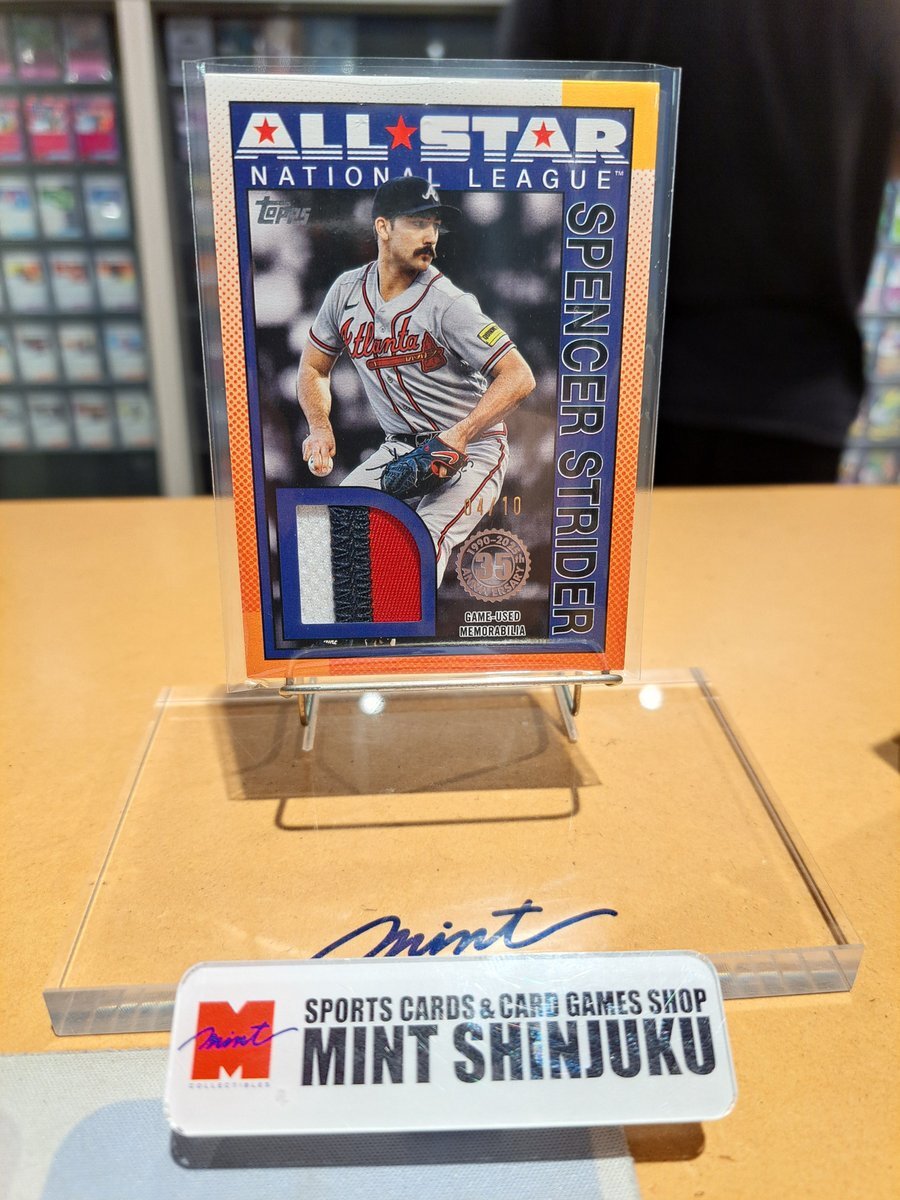 ALL★STAR
NATIONAL LEAGUE™
Topps
SPENCER STRIDER
A
Atlanta
04/10
1990-2025
35
ANNIVERSARY
GAME-USED
MEMORABILIA
mint
M
mint
COLLECTIBLES
SPORTS CARDS & CARD GAMES SHOP
MINT SHINJUKU